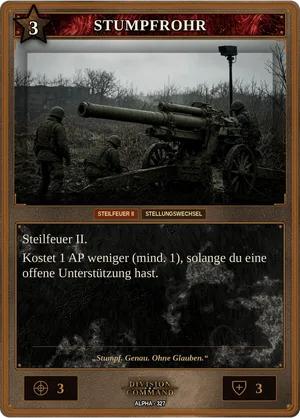 3
STUMPFROHR
STEILFEUER II
STELLUNGSWECHSEL
Steilfeuer II.
Kostet 1 AP weniger (mind. 1), solange du eine
offene Unterstützung hast.
„Stumpf. Genau. Ohne Glauben.“
3
DIVISION
COMMAND
3
ALPHA - 327